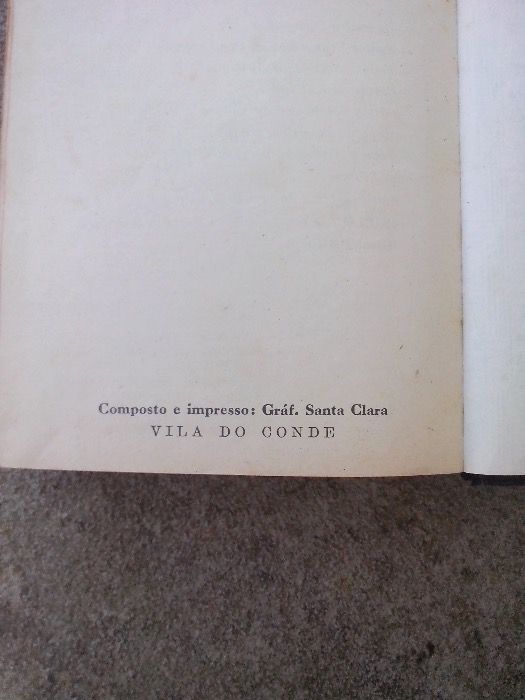 Composto e impresso: Gráf. Santa Clara
VILA DO CONDE